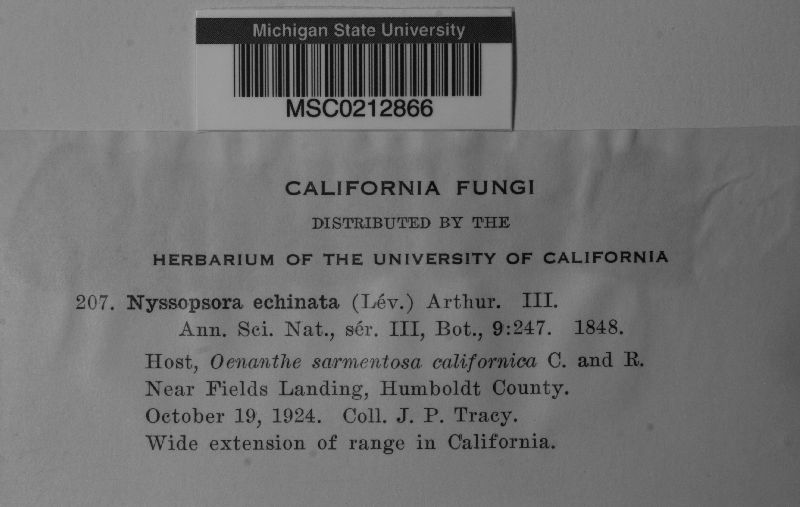 Michigan State University
MSC0212866
CALIFORNIA FUNGI
DISTRIBUTED BY THE
HERBARIUM OF THE UNIVERSITY OF CALIFORNIA
207. Nyssopsora echinata (Lév.) Arthur. III.
Ann. Sci. Nat., sér. III, Bot., 9:247. 1848.
Host, Oenanthe sarmentosa californica C. and R.
Near Fields Landing, Humboldt County.
October 19, 1924. Coll. J. P. Tracy.
Wide extension of range in California.